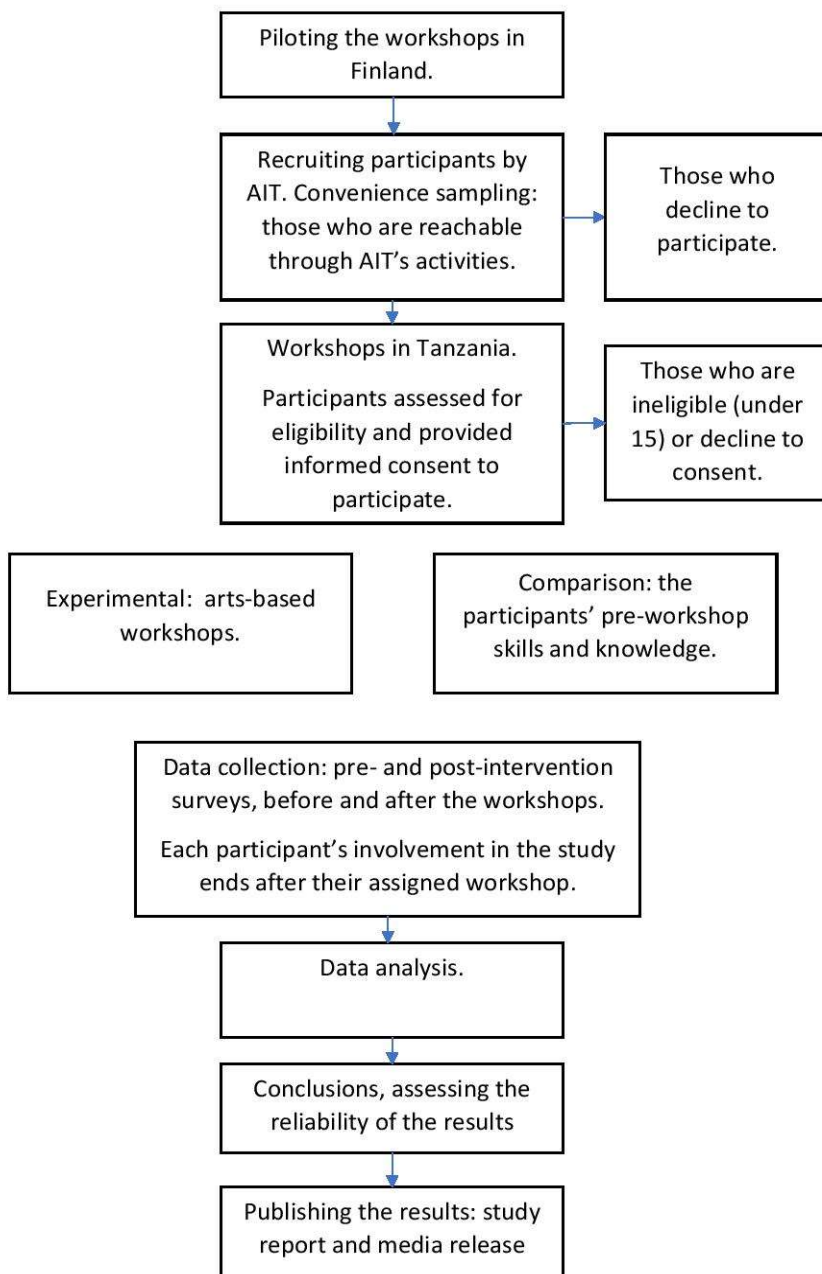 Piloting the workshops in
Finland.
Recruiting participants by
AIT. Convenience sampling:
those who are reachable
through AIT’s activities.
Those who
decline to
participate.
Workshops in Tanzania.
Participants assessed for
eligibility and provided
informed consent to
participate.
Those who are
ineligible (under
15) or decline to
consent.
Experimental: arts-based
workshops.
Comparison: the
participants’ pre-workshop
skills and knowledge.
Data collection: pre- and post-intervention
surveys, before and after the workshops.
Each participant’s involvement in the study
ends after their assigned workshop.
Data analysis.
Conclusions, assessing the
reliability of the results
Publishing the results: study
report and media release